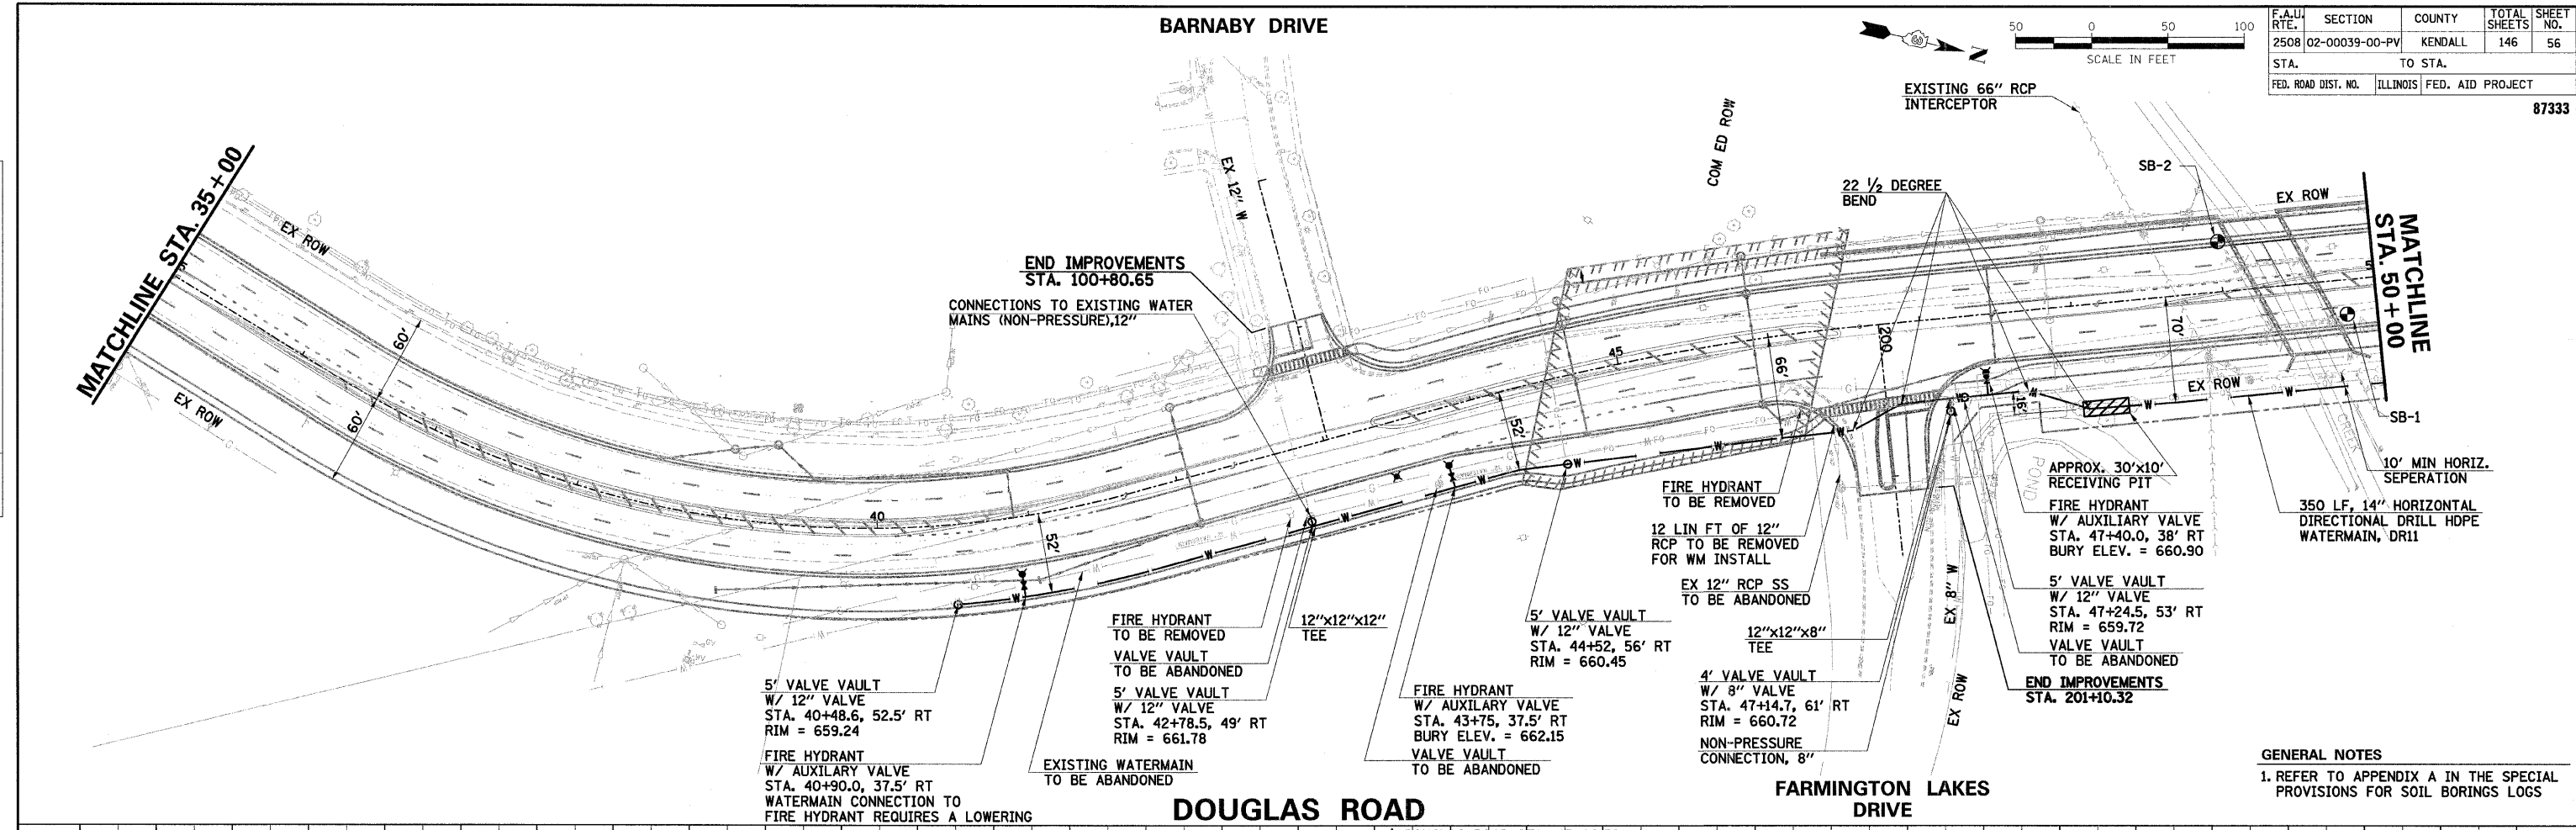 BARNABY DRIVE
50 0 50 100
SCALE IN FEET
F.A.U. RTE. SECTION COUNTY TOTAL SHEETS SHEET NO.
2508 02-00039-00-PV KENDALL 146 56
STA. TO STA.
FED. ROAD DIST. NO. ILLINOIS FED. AID PROJECT
87333
N
MATCHLINE STA. 35+00
EX ROW
EX ROW
60'
60'
EX 12" W
END IMPROVEMENTS
STA. 100+80.65
CONNECTIONS TO EXISTING WATER
MAINS (NON-PRESSURE),12"
COM ED ROW
EXISTING 66" RCP
INTERCEPTOR
22 1/2 DEGREE
BEND
SB-2
EX ROW
MATCHLINE
STA. 50+00
40
45
52'
52'
66'
200
16'
70'
EX ROW
SB-1
POND
CREEK
10' MIN HORIZ.
SEPERATION
APPROX. 30'x10'
RECEIVING PIT
350 LF, 14" HORIZONTAL
DIRECTIONAL DRILL HDPE
WATERMAIN, DR11
FIRE HYDRANT
W/ AUXILIARY VALVE
STA. 47+40.0, 38' RT
BURY ELEV. = 660.90
5' VALVE VAULT
W/ 12" VALVE
STA. 47+24.5, 53' RT
RIM = 659.72
VALVE VAULT
TO BE ABANDONED
END IMPROVEMENTS
STA. 201+10.32
FIRE HYDRANT
TO BE REMOVED
12 LIN FT OF 12"
RCP TO BE REMOVED
FOR WM INSTALL
EX 12" RCP SS
TO BE ABANDONED
12"x12"x8"
TEE
4' VALVE VAULT
W/ 8" VALVE
STA. 47+14.7, 61' RT
RIM = 660.72
NON-PRESSURE
CONNECTION, 8"
EX 8" W
EX ROW
5' VALVE VAULT
W/ 12" VALVE
STA. 44+52, 56' RT
RIM = 660.45
FIRE HYDRANT
W/ AUXILARY VALVE
STA. 43+75, 37.5' RT
BURY ELEV. = 662.15
VALVE VAULT
TO BE ABANDONED
12"x12"x12"
TEE
FIRE HYDRANT
TO BE REMOVED
VALVE VAULT
TO BE ABANDONED
5' VALVE VAULT
W/ 12" VALVE
STA. 42+78.5, 49' RT
RIM = 661.78
EXISTING WATERMAIN
TO BE ABANDONED
5' VALVE VAULT
W/ 12" VALVE
STA. 40+48.6, 52.5' RT
RIM = 659.24
FIRE HYDRANT
W/ AUXILARY VALVE
STA. 40+90.0, 37.5' RT
WATERMAIN CONNECTION TO
FIRE HYDRANT REQUIRES A LOWERING
DOUGLAS ROAD
FARMINGTON LAKES
DRIVE
GENERAL NOTES
1. REFER TO APPENDIX A IN THE SPECIAL
PROVISIONS FOR SOIL BORINGS LOGS